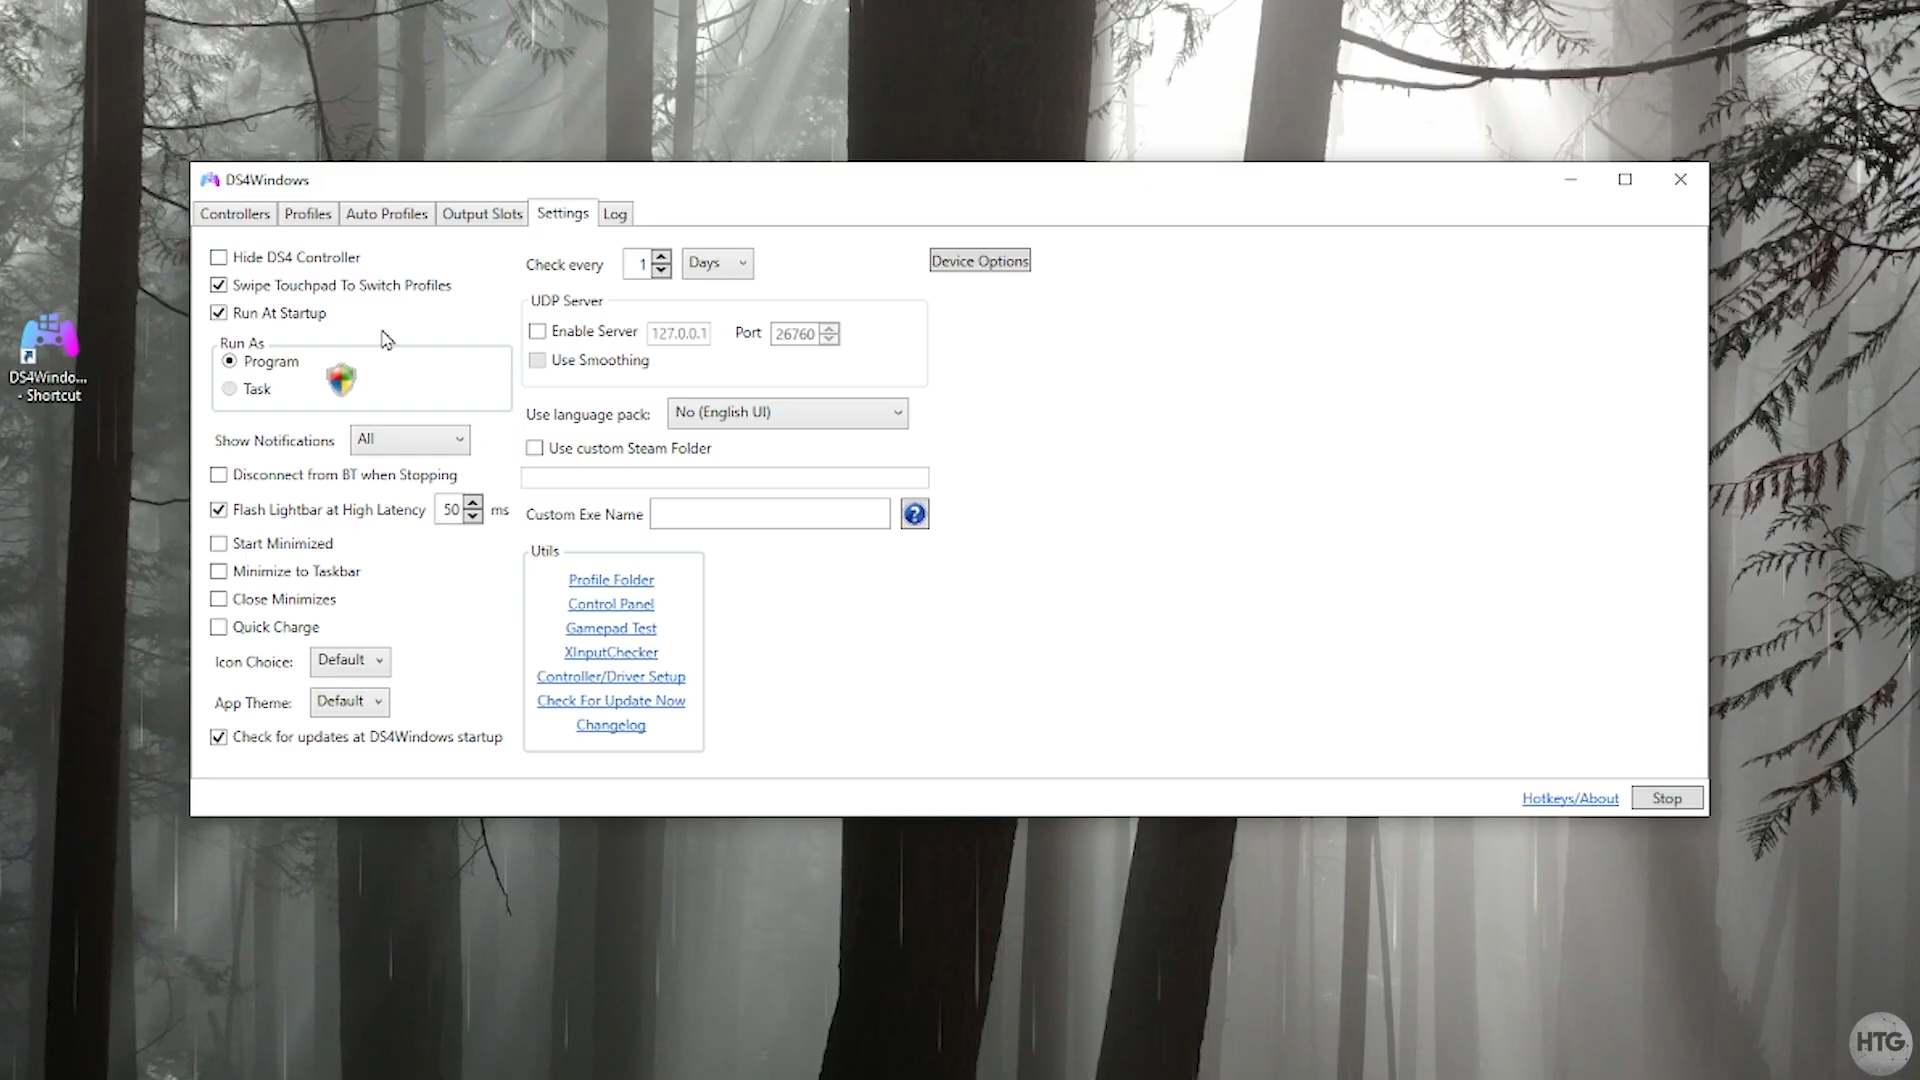 DS4Windows
Controllers Profiles Auto Profiles Output Slots Settings Log
Hide DS4 Controller
Swipe Touchpad To Switch Profiles
Run At Startup
Run As
Program
Task
Show Notifications All
Disconnect from BT when Stopping
Flash Lightbar at High Latency 50 ms
Start Minimized
Minimize to Taskbar
Close Minimizes
Quick Charge
Icon Choice: Default
App Theme: Default
Check for updates at DS4Windows startup
Check every 1 Days
UDP Server
Enable Server 127.0.0.1 Port 26760
Use Smoothing
Use language pack: No (English UI)
Use custom Steam Folder
Custom Exe Name ?
Utils
Profile Folder
Control Panel
Gamepad Test
XInputChecker
Controller/Driver Setup
Check For Update Now
Changelog
Device Options
Hotkeys/About Stop
DS4Windo...
- Shortcut
HTG